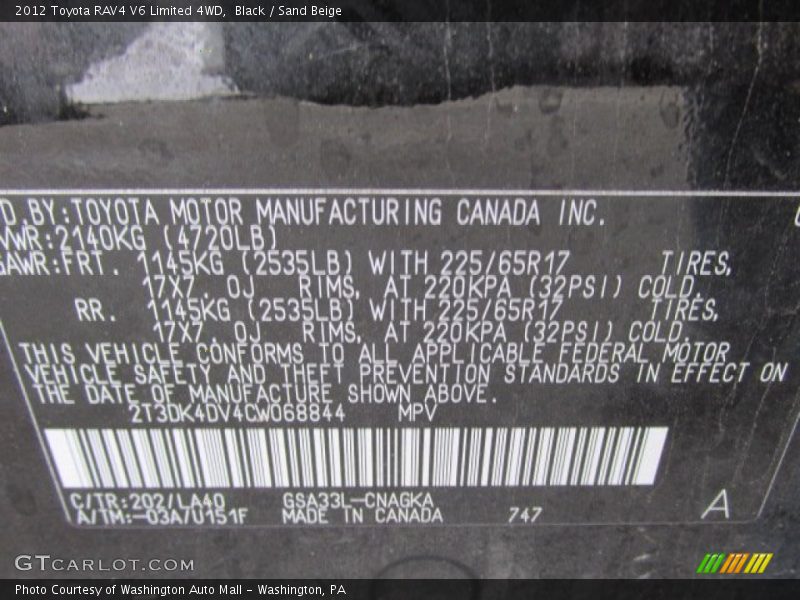 2012 Toyota RAV4 V6 Limited 4WD,  Black / Sand Beige
D.BY:TOYOTA MOTOR MANUFACTURING CANADA INC.
VWR:2140KG (4720LB)
GAWR:FRT. 1145KG (2535LB) WITH 225/65R17 TIRES,
17X7.0J RIMS, AT 220KPA (32PSI) COLD.
RR. 1145KG (2535LB) WITH 225/65R17 TIRES,
17X7.0J RIMS, AT 220KPA (32PSI) COLD.
THIS VEHICLE CONFORMS TO ALL APPLICABLE FEDERAL MOTOR
VEHICLE SAFETY AND THEFT PREVENTION STANDARDS IN EFFECT ON
THE DATE OF MANUFACTURE SHOWN ABOVE.
2T3DK4DV4CW068844 MPV
C/TR:202/LA40 GSA33L-CNAGKA
A/TM:-03A/U151F MADE IN CANADA 747 A
GTCARLOT.COM
Photo Courtesy of Washington Auto Mall - Washington, PA